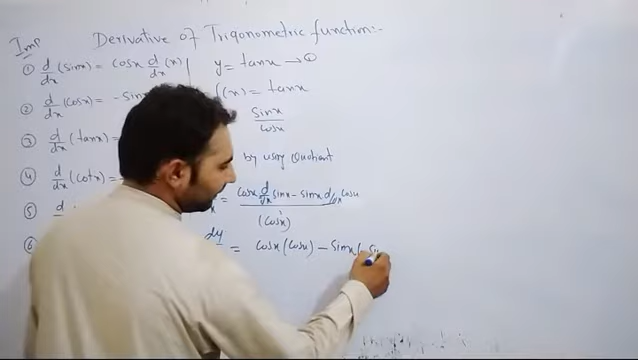 Imp Derivative of Trigonometric function:-
① d/dx (sinx) = cosx d/dx (x)
y = tanx → ①
② d/dx (cosx) = -sinx
f(x) = tanx
sinx/cosx
③ d/dx (tanx) =
by using Quotient
④ d/dx (cotx) =
= cosx d/dx sinx - sinx d/dx cosx / (cosx)²
⑤ d
⑥
dy = cosx (cosx) - sinx (-si